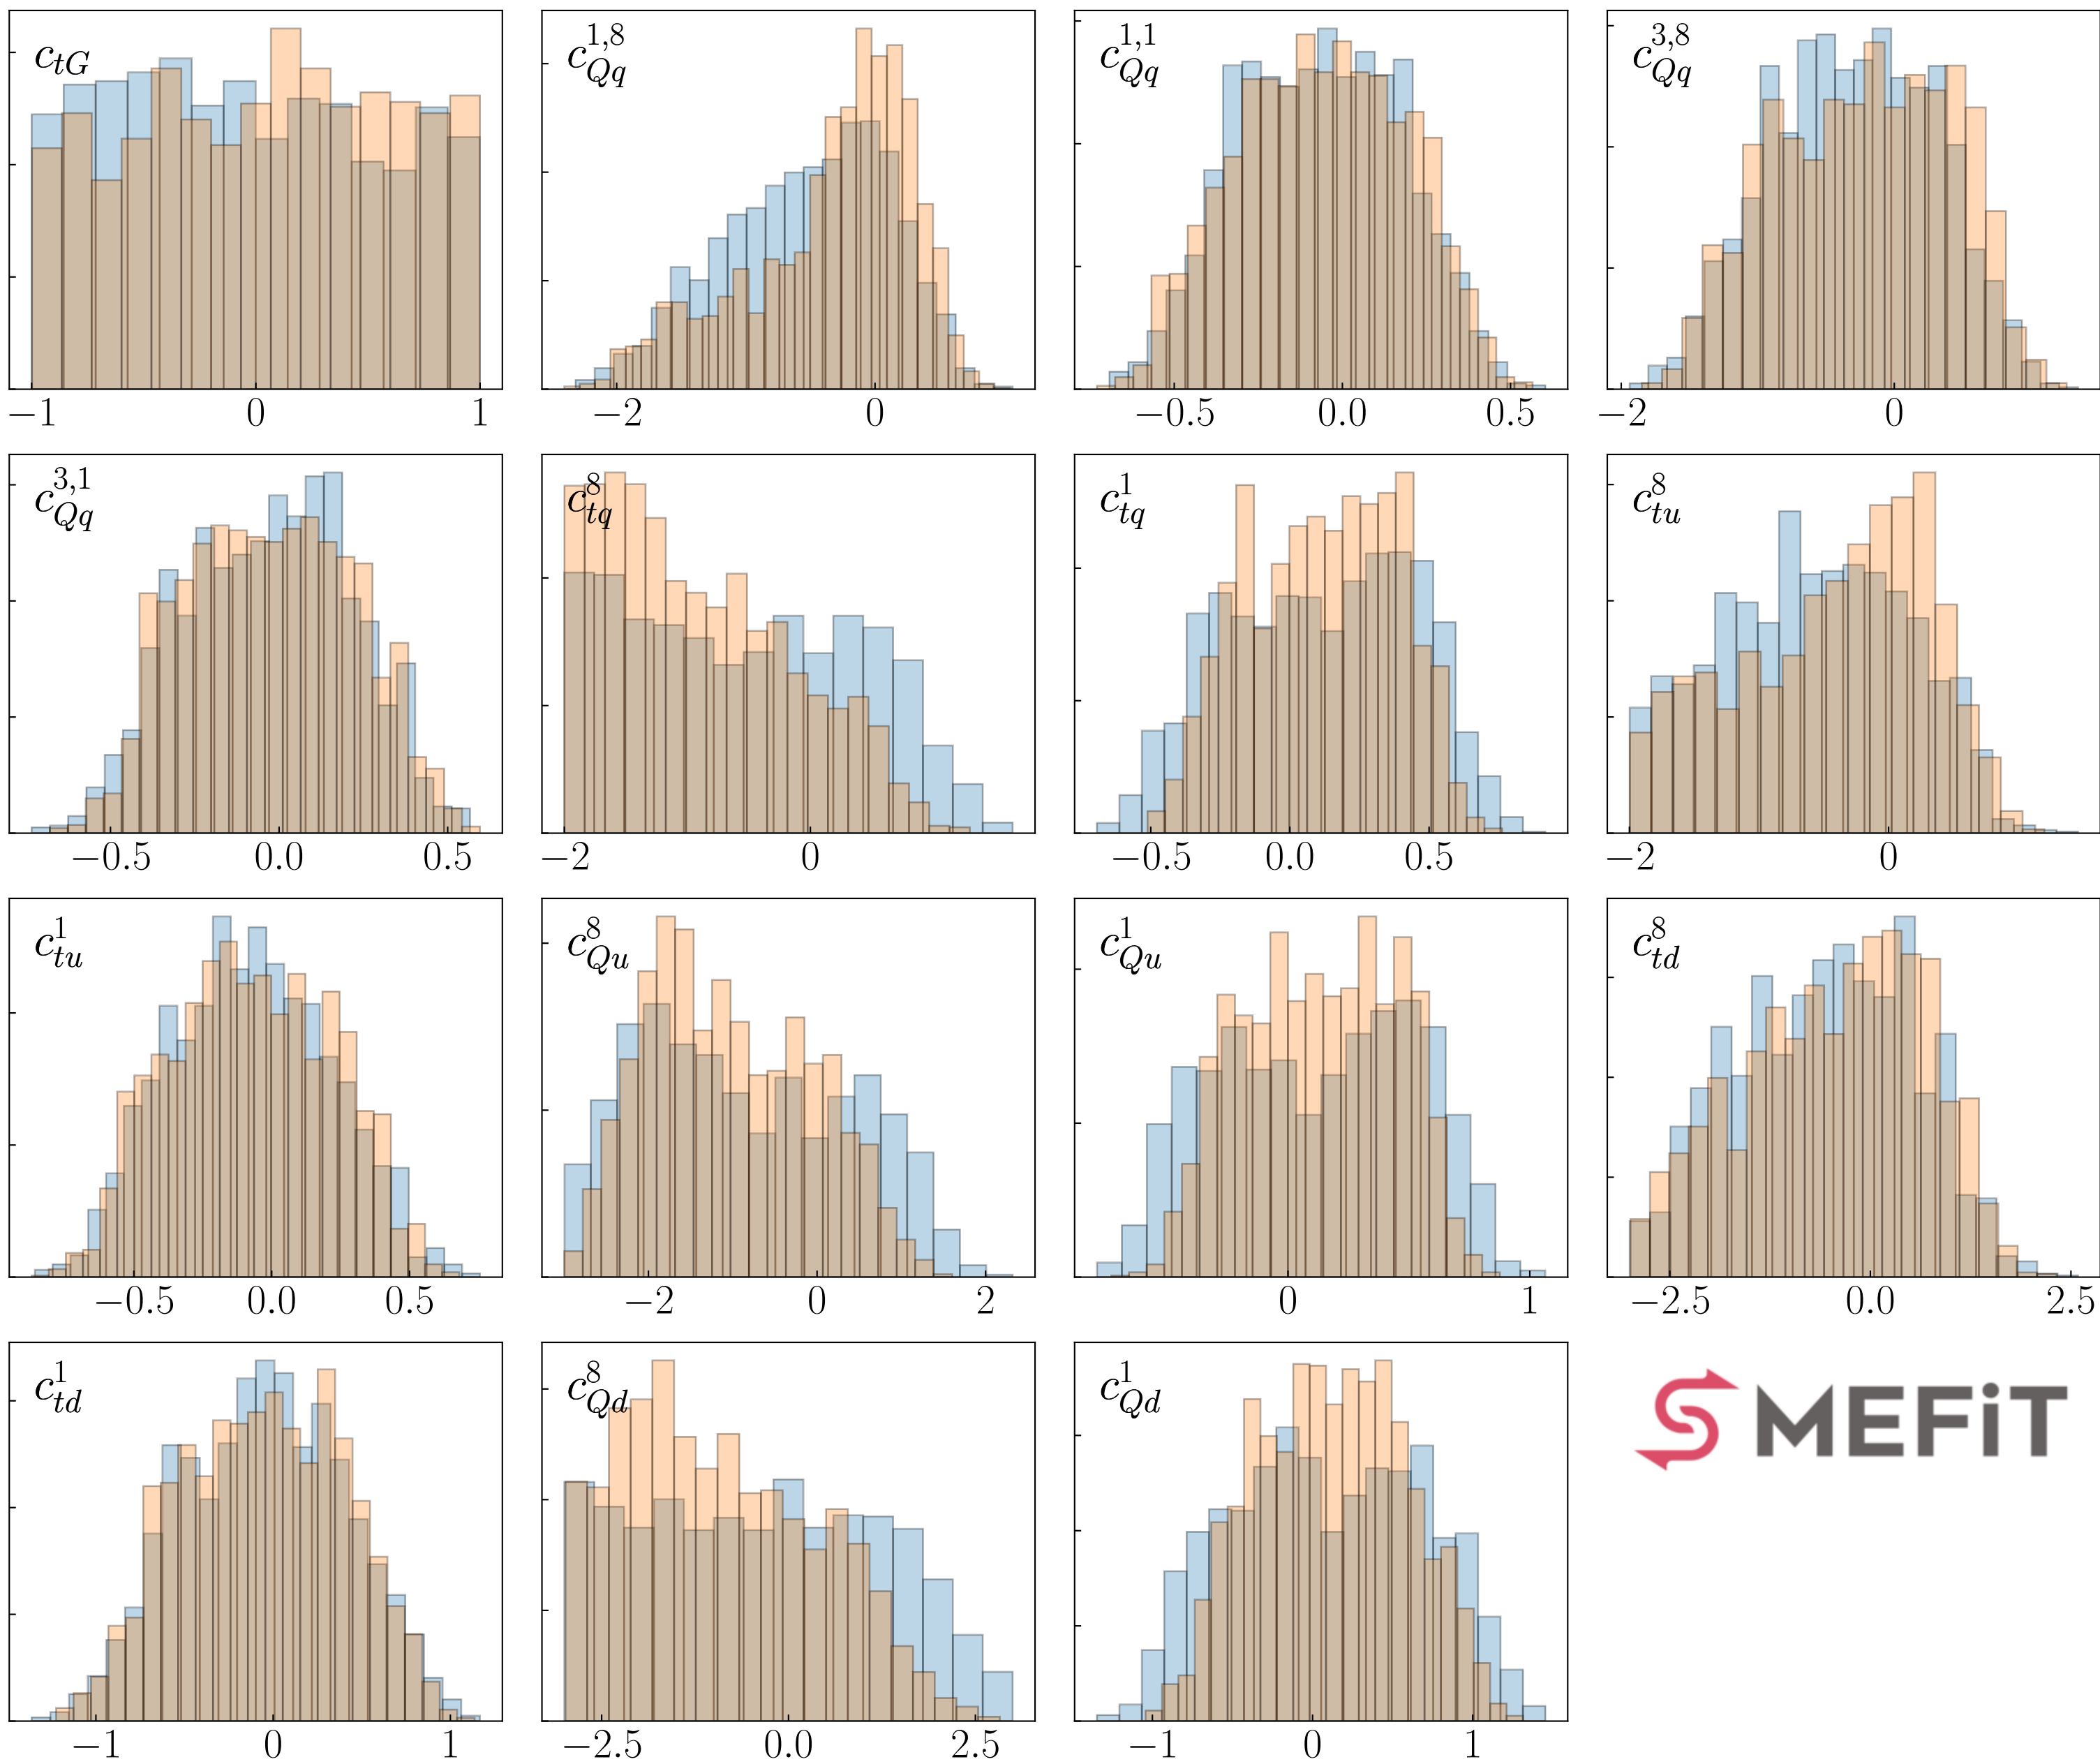 c_{tG}
−1 0 1
c_{Qq}^{1,8}
−2 0
c_{Qq}^{1,1}
−0.5 0.0 0.5
c_{Qq}^{3,8}
−2 0
c_{Qq}^{3,1}
−0.5 0.0 0.5
c_{tq}^{8}
−2 0
c_{tq}^{1}
−0.5 0.0 0.5
c_{tu}^{8}
−2 0
c_{tu}^{1}
−0.5 0.0 0.5
c_{Qu}^{8}
−2 0 2
c_{Qu}^{1}
0 1
c_{td}^{8}
−2.5 0.0 2.5
c_{td}^{1}
−1 0 1
c_{Qd}^{8}
−2.5 0.0 2.5
c_{Qd}^{1}
−1 0 1
SMEFiT